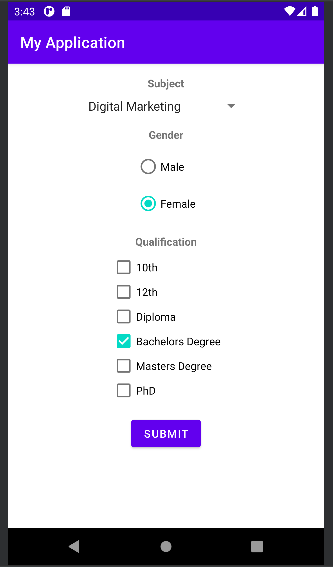 3:43
My Application
Subject
Digital Marketing
Gender
Male
Female
Qualification
10th
12th
Diploma
Bachelors Degree
Masters Degree
PhD
SUBMIT